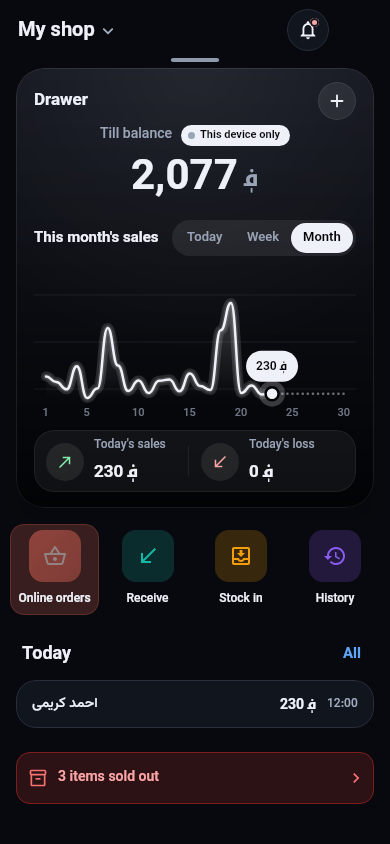 My shop
Drawer
Till balance
This device only
2,077 ؋
This month's sales
Today
Week
Month
230 ؋
1 5 10 15 20 25 30
Today's sales
230 ؋
Today's loss
0 ؋
Online orders
Receive
Stock in
History
Today
All
احمد کریمی
230 ؋
12:00
3 items sold out